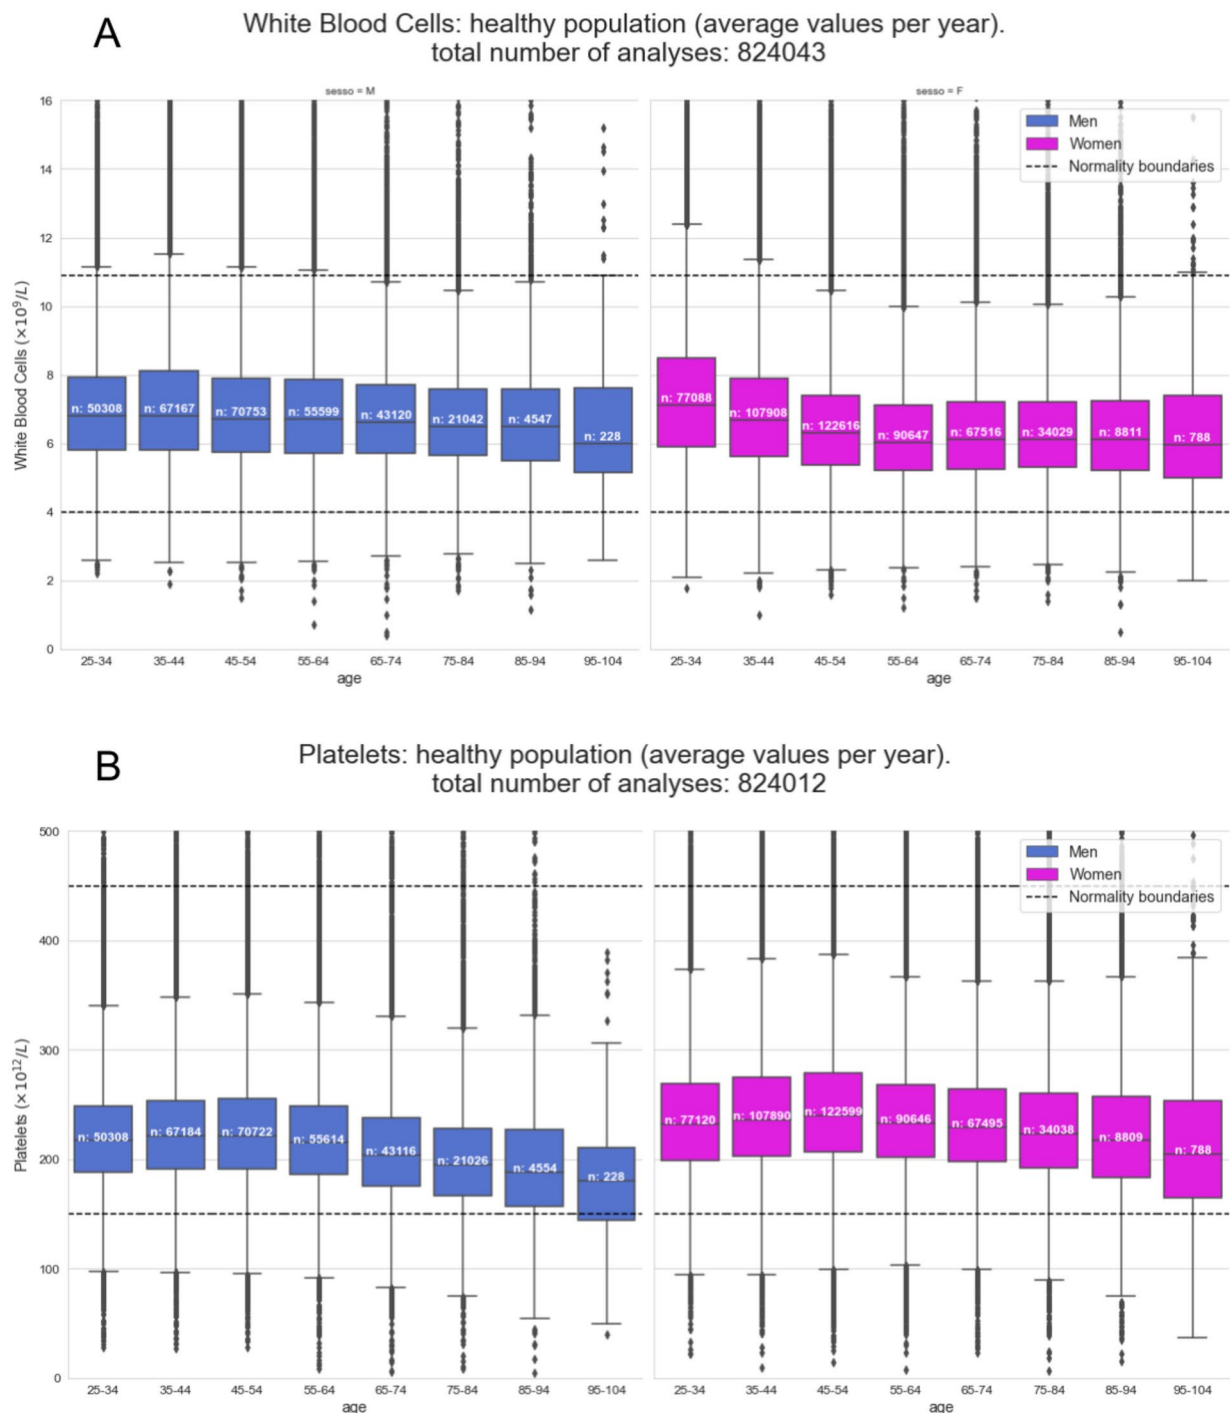 A
White Blood Cells: healthy population (average values per year).
total number of analyses: 824043
sesso = M
sesso = F
Men
Women
Normality boundaries
White Blood Cells (×10⁹/L)
16
14
12
10
8
6
4
2
0
n: 50308
n: 67167
n: 70753
n: 55599
n: 43120
n: 21042
n: 4547
n: 228
n: 77088
n: 107908
n: 122616
n: 90647
n: 67516
n: 34029
n: 8811
n: 788
25-34 35-44 45-54 55-64 65-74 75-84 85-94 95-104
25-34 35-44 45-54 55-64 65-74 75-84 85-94 95-104
age
age
B
Platelets: healthy population (average values per year).
total number of analyses: 824012
Men
Women
Normality boundaries
Platelets (×10¹²/L)
500
400
300
200
100
0
n: 50308
n: 67184
n: 70722
n: 55614
n: 43116
n: 21026
n: 4554
n: 228
n: 77120
n: 107890
n: 122599
n: 90646
n: 67495
n: 34038
n: 8809
n: 788
25-34 35-44 45-54 55-64 65-74 75-84 85-94 95-104
25-34 35-44 45-54 55-64 65-74 75-84 85-94 95-104
age
age